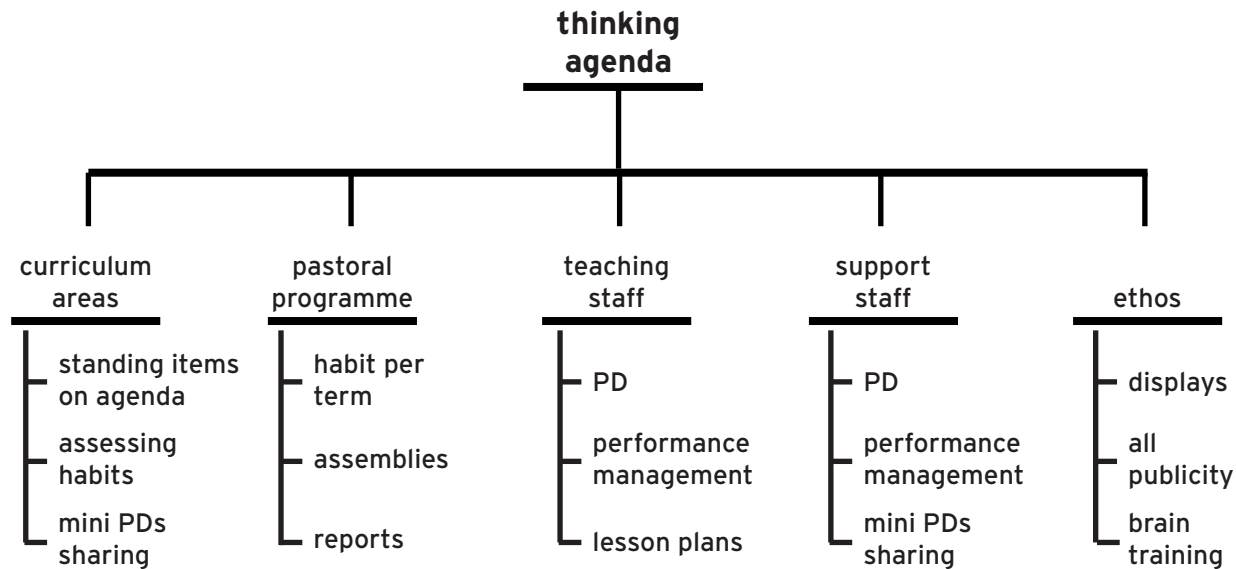 thinking
agenda
curriculum
areas
standing items
on agenda
assessing
habits
mini PDs
sharing
pastoral
programme
habit per
term
assemblies
reports
teaching
staff
PD
performance
management
lesson plans
support
staff
PD
performance
management
mini PDs
sharing
ethos
displays
all
publicity
brain
training